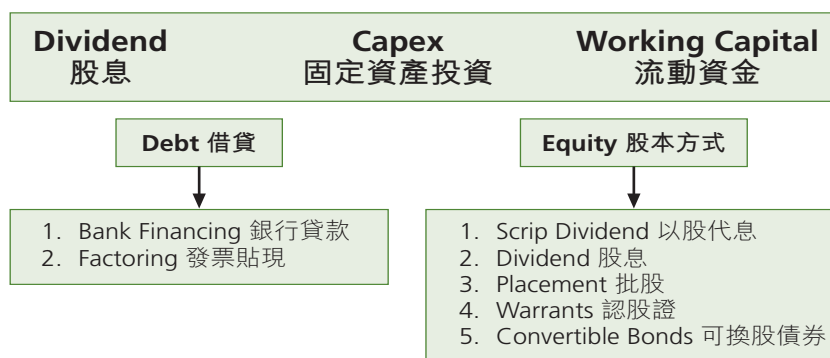 Dividend Capex Working Capital
股息 固定資產投資 流動資金
Debt 借貸 Equity 股本方式
1. Bank Financing 銀行貸款
2. Factoring 發票貼現
1. Scrip Dividend 以股代息
2. Dividend 股息
3. Placement 批股
4. Warrants 認股證
5. Convertible Bonds 可換股債券